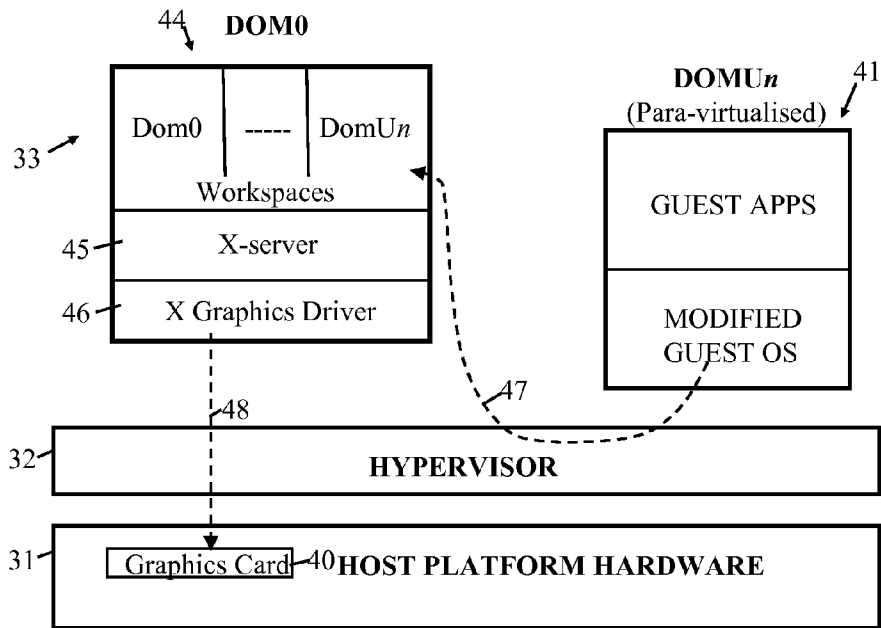 44
DOM0
DOMUn
41
(Para-virtualised)
33
Dom0
-----
DomUn
Workspaces
GUEST APPS
45
X-server
46
X Graphics Driver
MODIFIED
GUEST OS
47
48
32
HYPERVISOR
31
Graphics Card
40
HOST PLATFORM HARDWARE